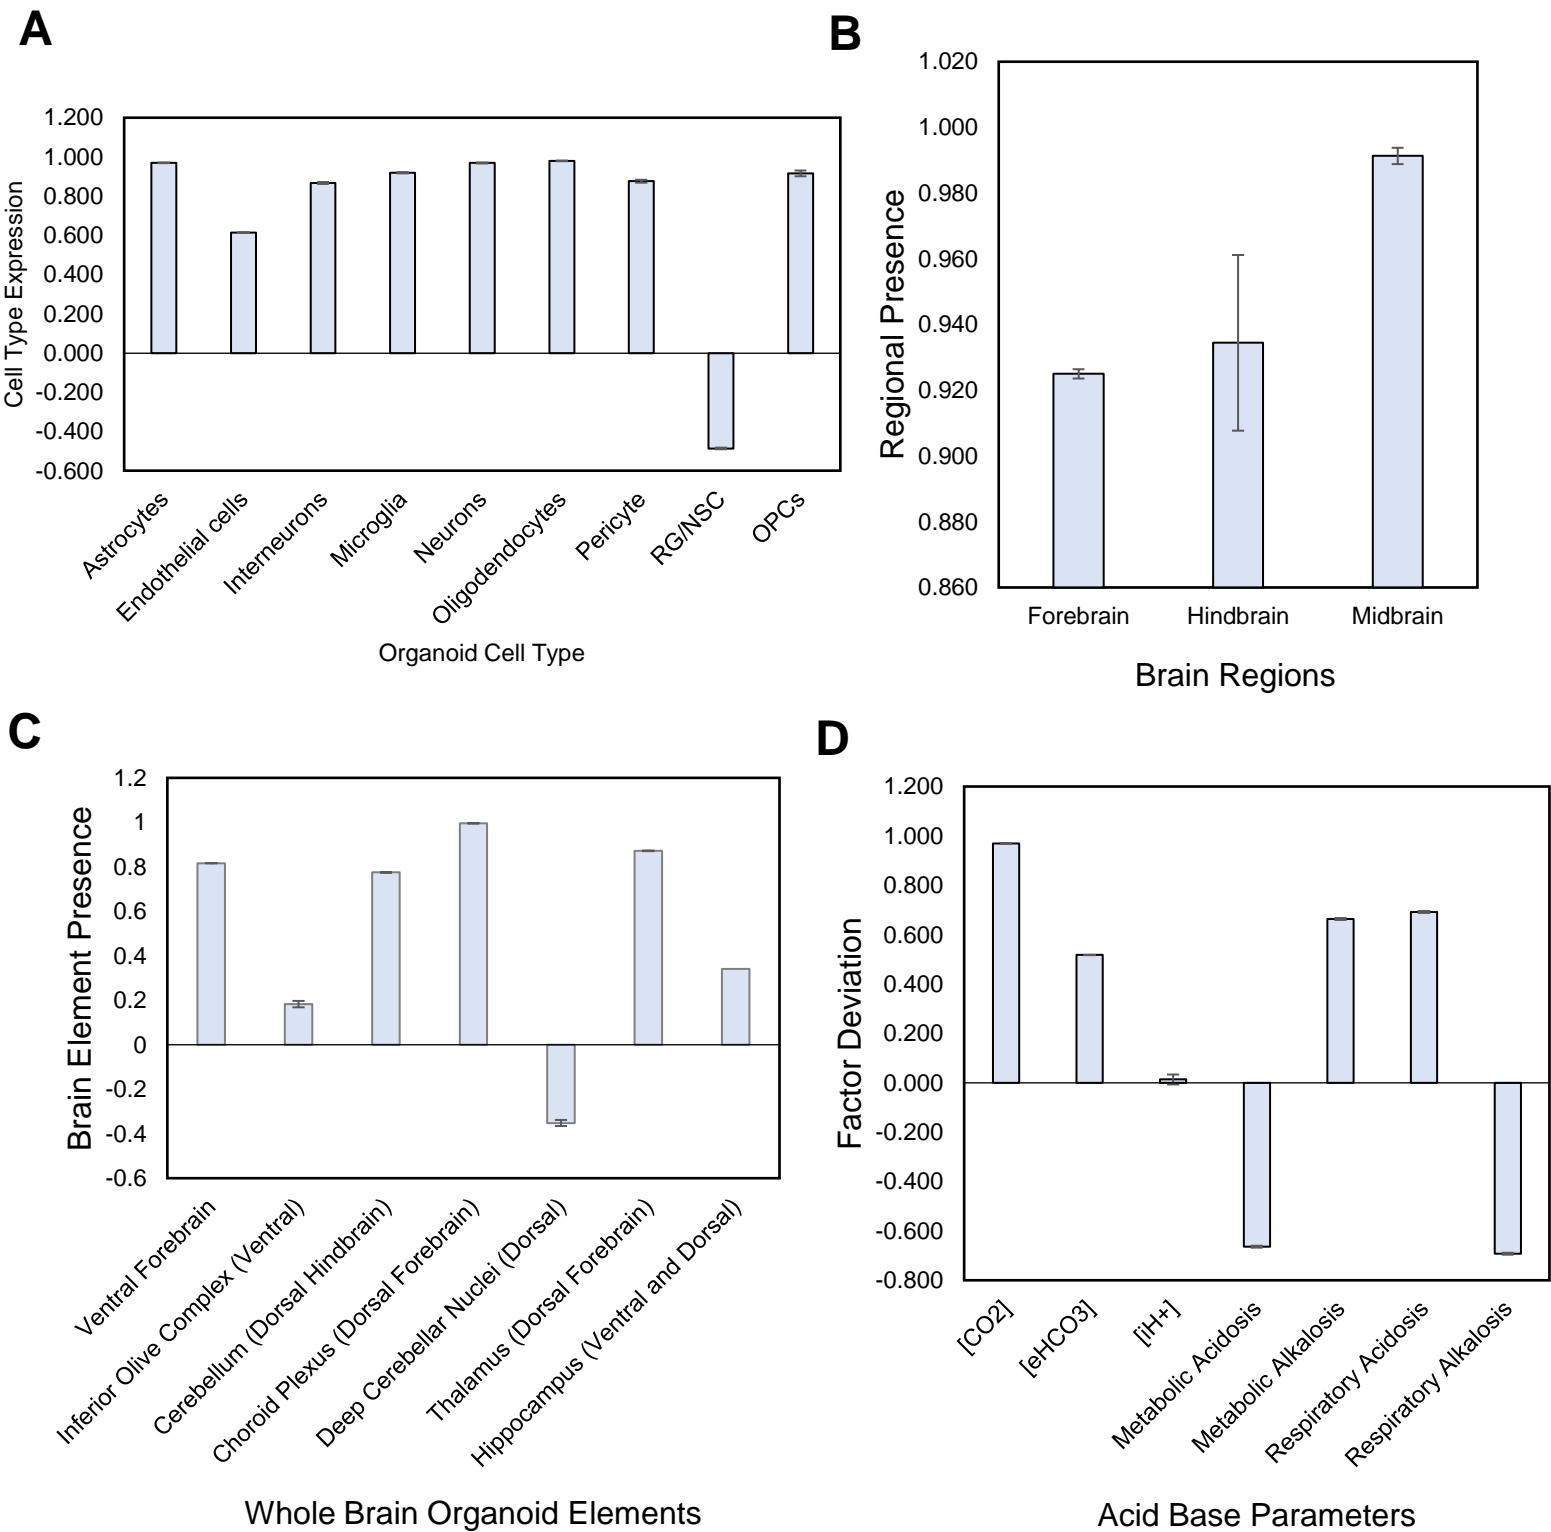 A
Cell Type Expression
1.200
1.000
0.800
0.600
0.400
0.200
0.000
-0.200
-0.400
-0.600
Astrocytes
Endothelial cells
Interneurons
Microglia
Neurons
Oligodendocytes
Pericyte
RG/NSC
OPCs
Organoid Cell Type
B
Regional Presence
1.020
1.000
0.980
0.960
0.940
0.920
0.900
0.880
0.860
Forebrain
Hindbrain
Midbrain
Brain Regions
C
Brain Element Presence
1.2
1
0.8
0.6
0.4
0.2
0
-0.2
-0.4
-0.6
Ventral Forebrain
Inferior Olive Complex (Ventral)
Cerebellum (Dorsal Hindbrain)
Choroid Plexus (Dorsal Forebrain)
Deep Cerebellar Nuclei (Dorsal)
Thalamus (Dorsal Forebrain)
Hippocampus (Ventral and Dorsal)
Whole Brain Organoid Elements
D
Factor Deviation
1.200
1.000
0.800
0.600
0.400
0.200
0.000
-0.200
-0.400
-0.600
-0.800
[CO2]
[eHCO3]
[iH+]
Metabolic Acidosis
Metabolic Alkalosis
Respiratory Acidosis
Respiratory Alkalosis
Acid Base Parameters